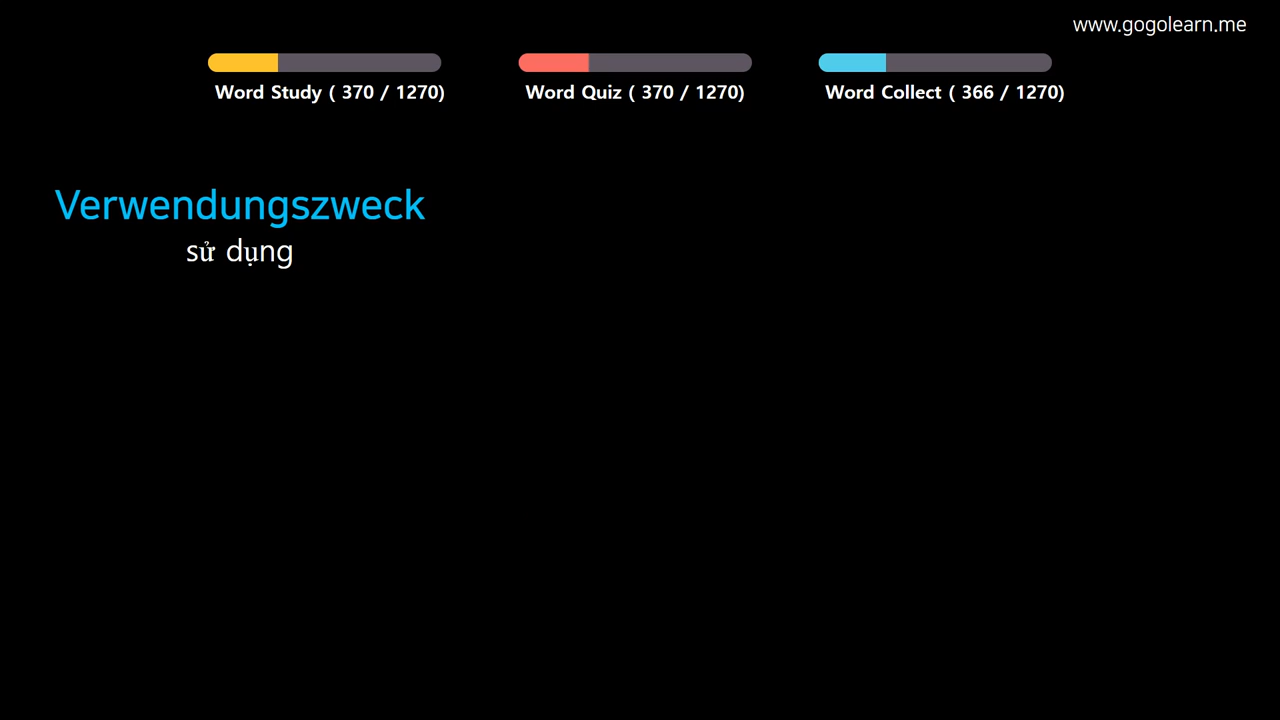 www.gogolearn.me
Word Study ( 370 / 1270)
Word Quiz ( 370 / 1270)
Word Collect ( 366 / 1270)
Verwendungszweck
sử dụng